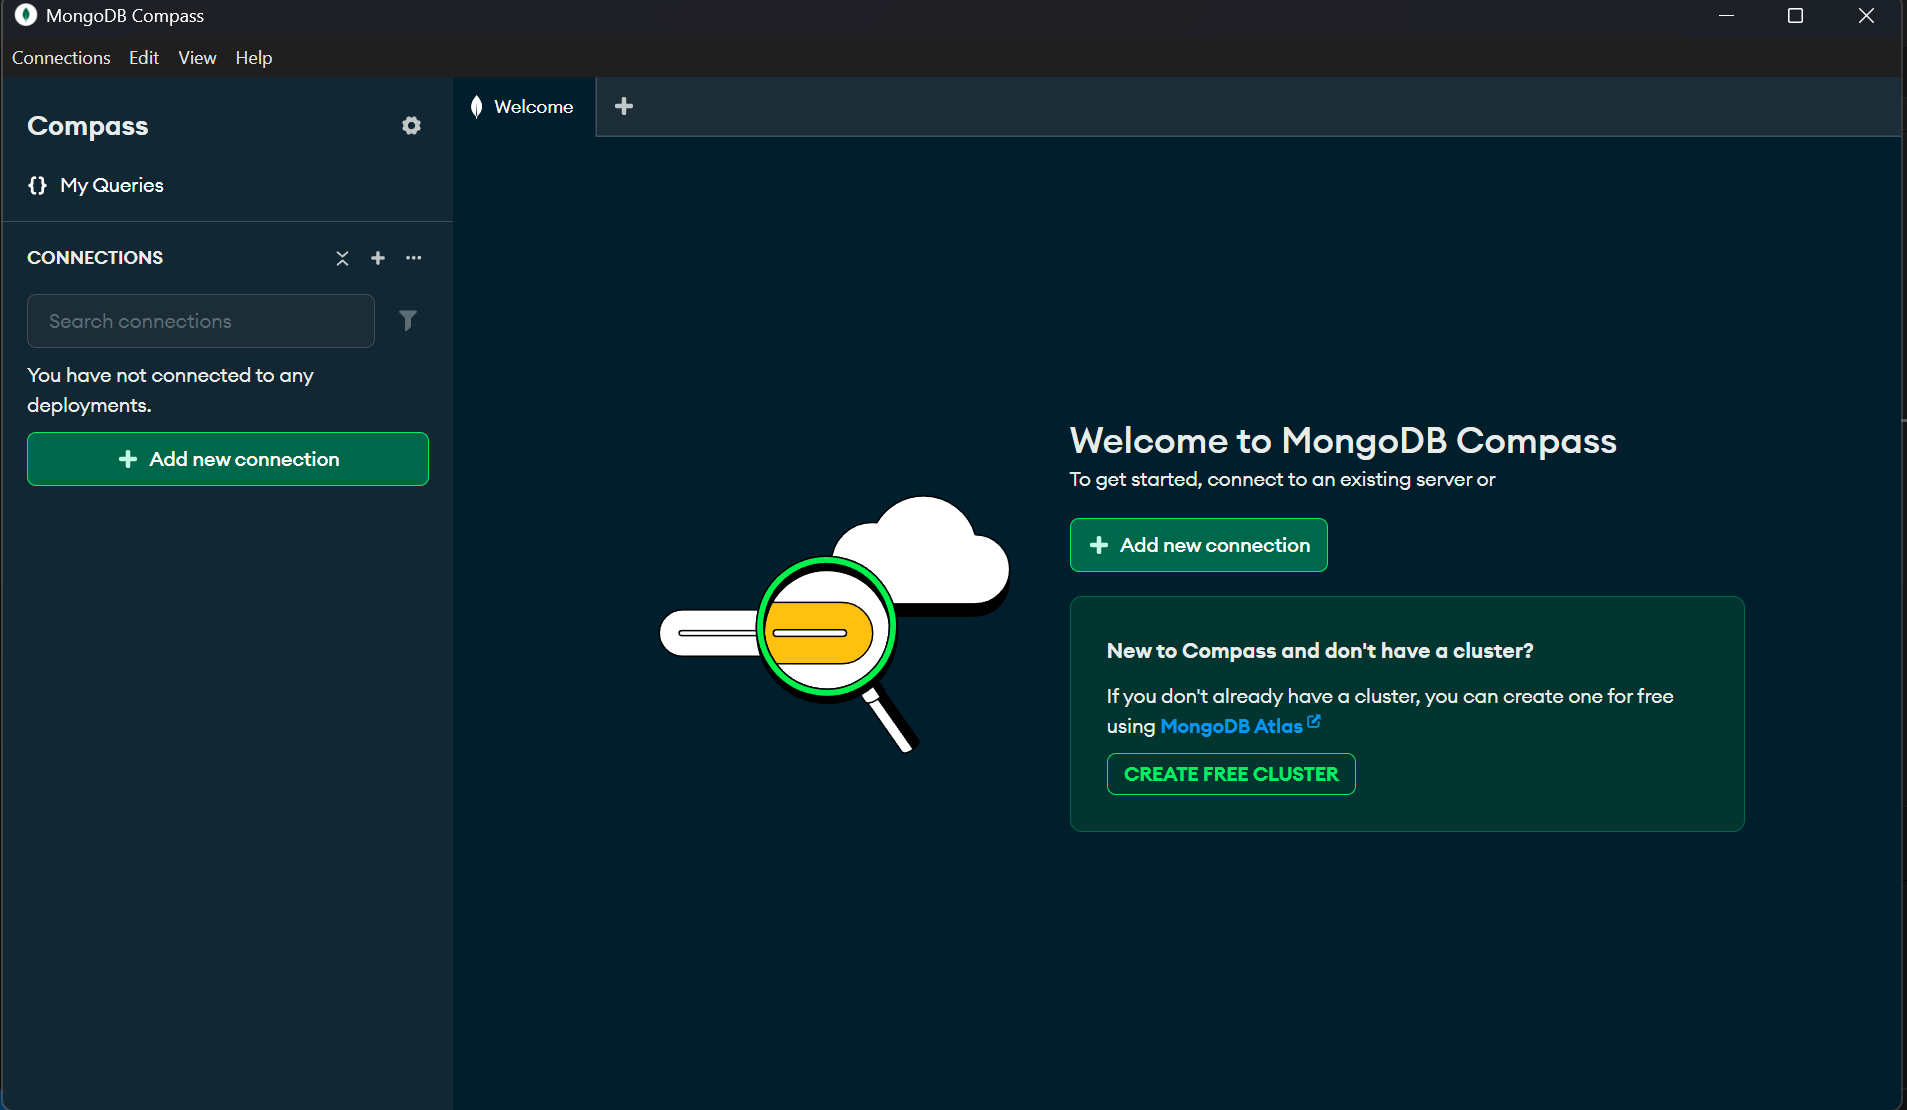 MongoDB Compass
Connections Edit View Help
Compass
Welcome
{} My Queries
CONNECTIONS
Search connections
You have not connected to any
deployments.
Add new connection
Welcome to MongoDB Compass
To get started, connect to an existing server or
Add new connection
New to Compass and don't have a cluster?
If you don't already have a cluster, you can create one for free
using MongoDB Atlas
CREATE FREE CLUSTER